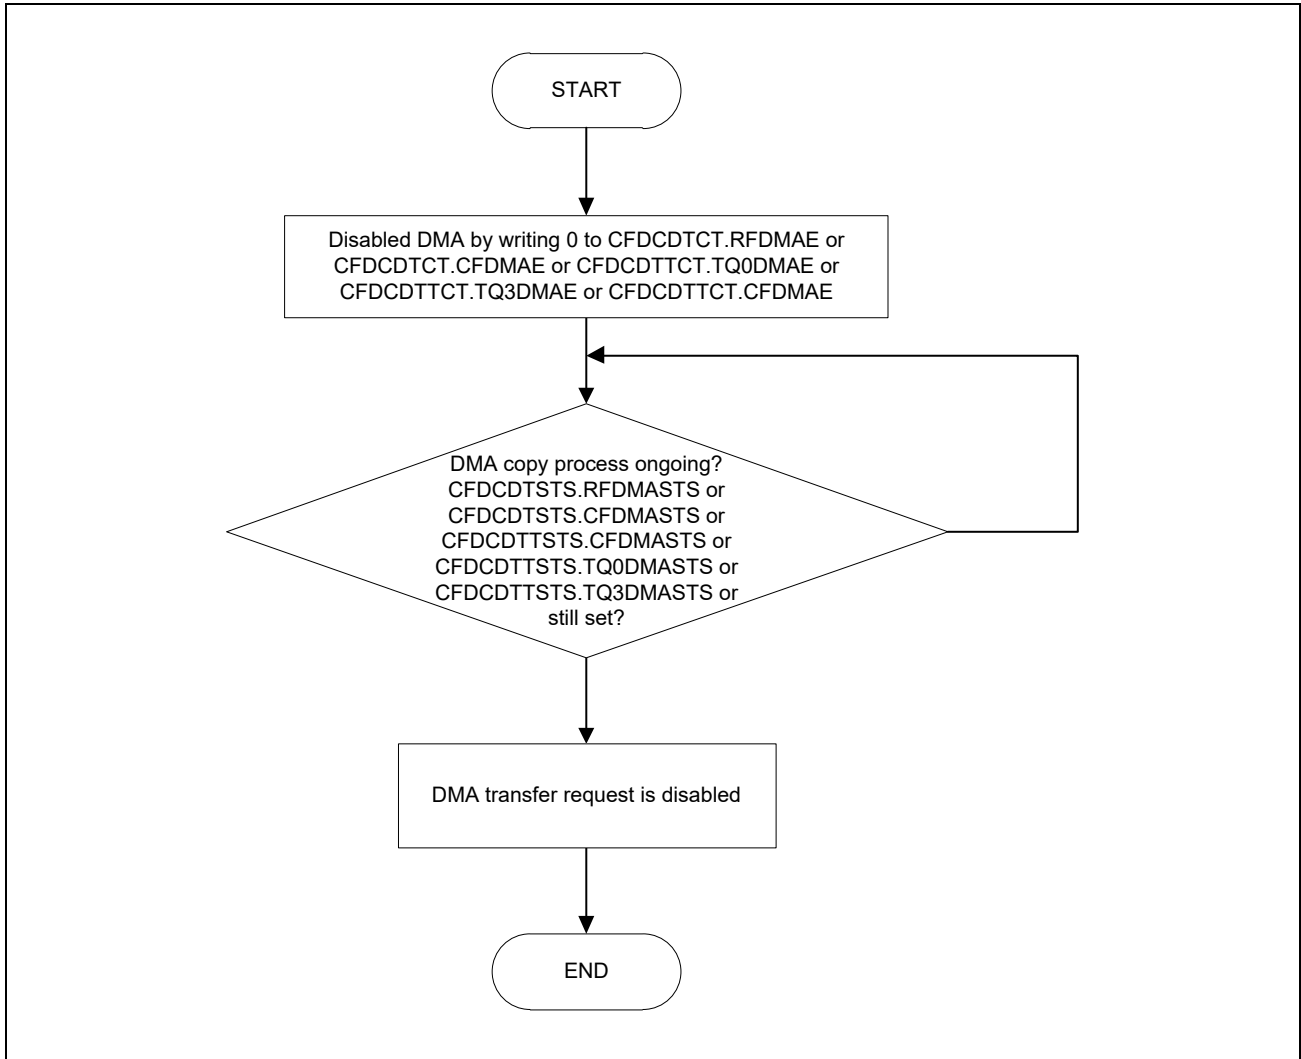 START
Disabled DMA by writing 0 to CFDCDTCT.RFDMAE or
CFDCDTCT.CFDMAE or CFDCDTTCT.TQ0DMAE or
CFDCDTTCT.TQ3DMAE or CFDCDTTCT.CFDMAE
DMA copy process ongoing?
CFDCDTSTS.RFDMASTS or
CFDCDTSTS.CFDMASTS or
CFDCDTTSTS.CFDMASTS or
CFDCDTTSTS.TQ0DMASTS or
CFDCDTTSTS.TQ3DMASTS or
still set?
DMA transfer request is disabled
END